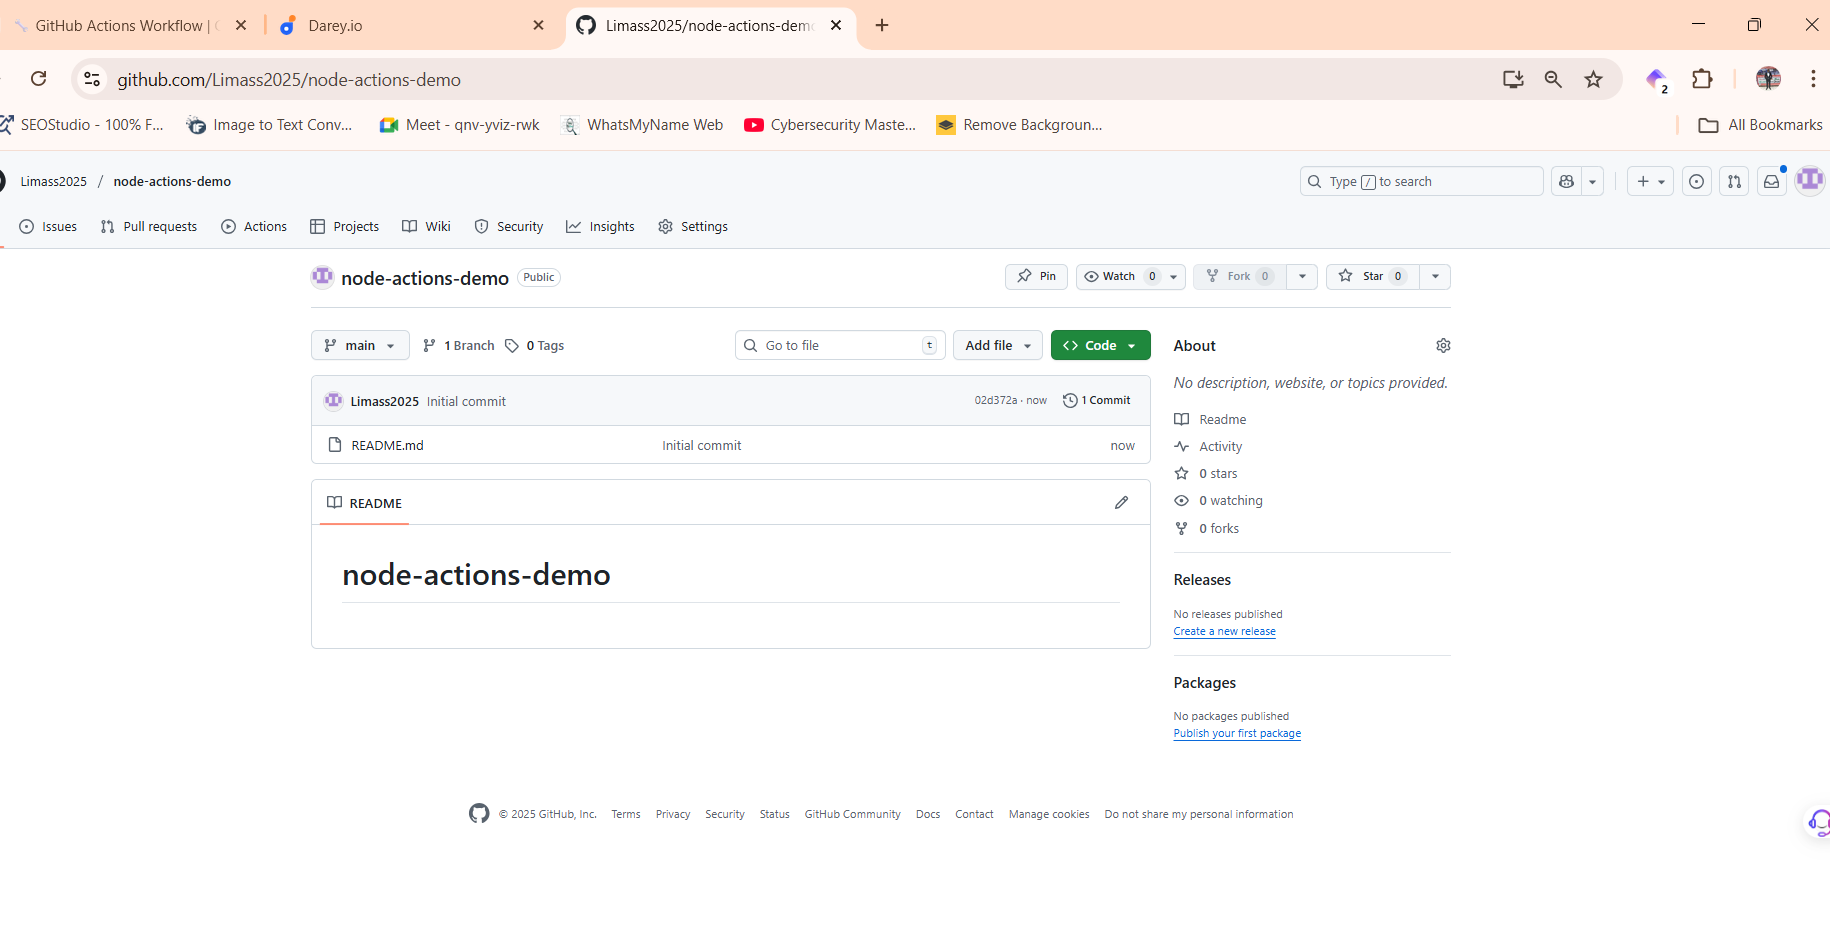 GitHub Actions Workflow |
Darey.io
Limass2025/node-actions-demo
github.com/Limass2025/node-actions-demo
2
SEOStudio - 100% F...
Image to Text Conv...
Meet - qnv-yviz-rwk
WhatsMyName Web
Cybersecurity Maste...
Remove Backgroun...
All Bookmarks
Limass2025 / node-actions-demo
Type / to search
Issues
Pull requests
Actions
Projects
Wiki
Security
Insights
Settings
node-actions-demo Public
Pin
Watch 0
Fork 0
Star 0
main
1 Branch
0 Tags
Go to file t
Add file
Code
Limass2025 Initial commit
02d372a · now
1 Commit
README.md Initial commit now
README
node-actions-demo
About
No description, website, or topics provided.
Readme
Activity
0 stars
0 watching
0 forks
Releases
No releases published
Create a new release
Packages
No packages published
Publish your first package
© 2025 GitHub, Inc. Terms Privacy Security Status GitHub Community Docs Contact Manage cookies Do not share my personal information